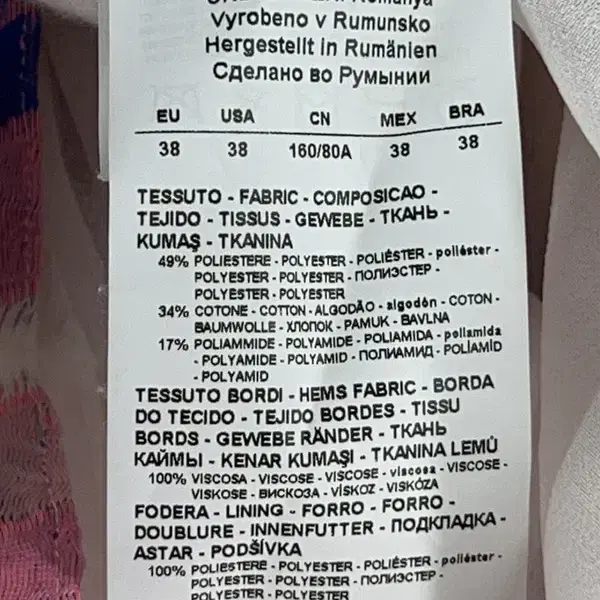 Vyrobeno v Rumunsko
Hergestellt in Rumänien
Сделано во Румынии
EU USA CN MEX BRA
38 38 160/80A 38 38
TESSUTO - FABRIC - COMPOSICAO -
TEJIDO - TISSUS - GEWEBE - ТКАНЬ -
KUMAŞ - TKANINA
49% POLIESTERE - POLYESTER - POLIÉSTER - poliéster -
POLYESTER - POLYESTER - ПОЛИЭСТЕР -
POLYESTER - POLYESTER
34% COTONE - COTTON - ALGODÃO - algodón - COTON -
BAUMWOLLE - ХЛОПОК - PAMUK - BAVLNA
17% POLIAMMIDE - POLYAMIDE - POLIAMIDA - poliamida
- POLYAMIDE - POLYAMID - ПОЛИАМИД - POLİAMİD
- POLYAMID
TESSUTO BORDI - HEMS FABRIC - BORDA
DO TECIDO - TEJIDO BORDES - TISSU
BORDS - GEWEBE RÄNDER - ТКАНЬ
КАЙМЫ - KENAR KUMAŞI - TKANINA LEMŮ
100% VISCOSA - VISCOSE - VISCOSE - viscosa - VISCOSE -
VISKOSE - ВИСКОЗА - VİSKOZ - VISKÓZA
FODERA - LINING - FORRO - FORRO -
DOUBLURE - INNENFUTTER - ПОДКЛАДКА -
ASTAR - PODŠÍVKA
100% POLIESTERE - POLYESTER - POLIÉSTER - poliéster -
POLYESTER - POLYESTER - ПОЛИЭСТЕР -
POLYESTER - POLYESTER